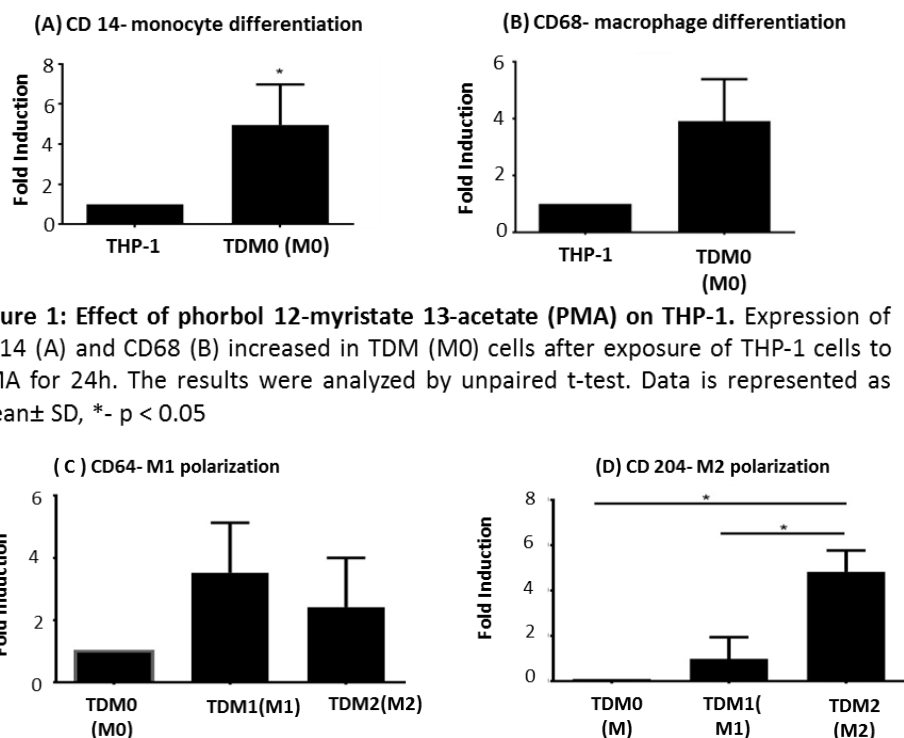 (A) CD 14- monocyte differentiation
(B) CD68- macrophage differentiation
Fold Induction
8
6
4
2
0
*
THP-1
TDM0 (M0)
Fold Induction
6
4
2
0
THP-1
TDM0
(M0)
ure 1: Effect of phorbol 12-myristate 13-acetate (PMA) on THP-1. Expression of
14 (A) and CD68 (B) increased in TDM (M0) cells after exposure of THP-1 cells to
MA for 24h. The results were analyzed by unpaired t-test. Data is represented as
ean± SD, *- p < 0.05
( C ) CD64- M1 polarization
(D) CD 204- M2 polarization
Fold Induction
6
4
2
0
TDM0
(M0)
TDM1(M1)
TDM2(M2)
Fold Induction
8
6
4
2
0
*
*
TDM0
(M)
TDM1(
M1)
TDM2
(M2)